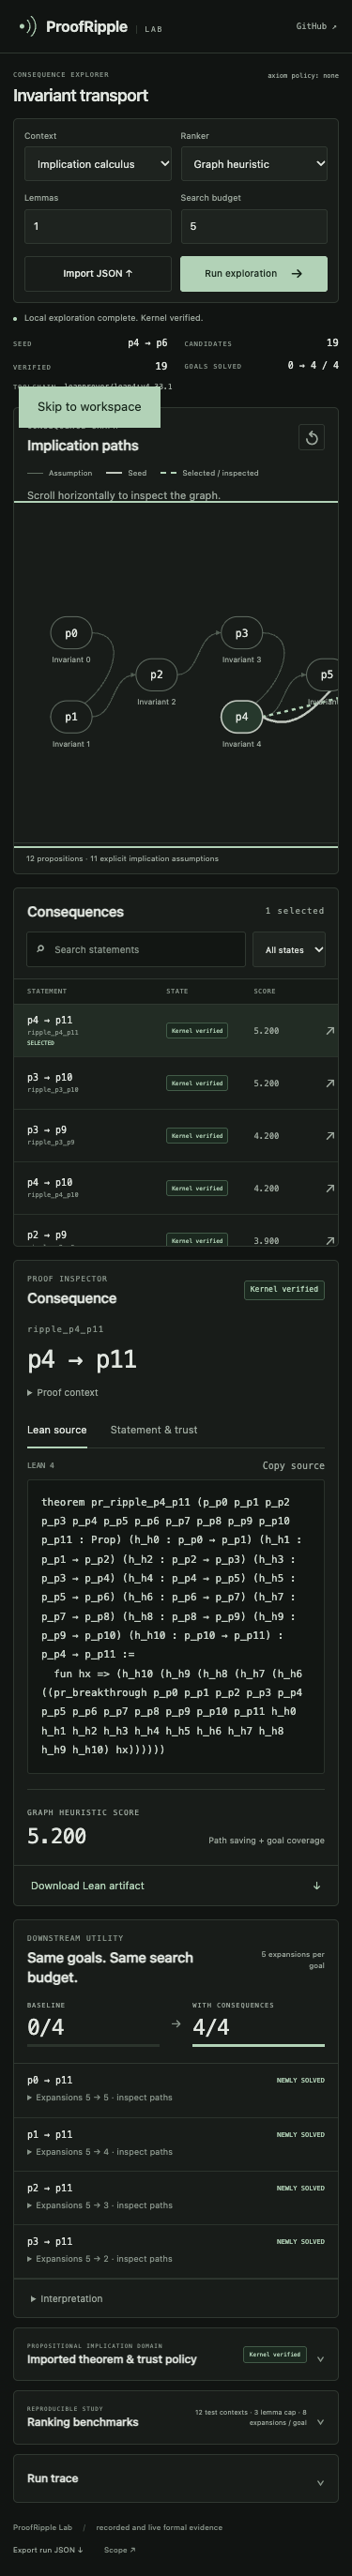 ProofRipple LAB GitHub ↗
CONSEQUENCE EXPLORER axiom policy: none
Invariant transport
Context Ranker
Implication calculus Graph heuristic
Lemmas Search budget
1 5
Import JSON ↑ Run exploration →
Local exploration complete. Kernel verified.
SEED p4 → p6 CANDIDATES 19
VERIFIED 19 GOALS SOLVED 0 → 4 / 4
Skip to workspace
Implication paths
Assumption Seed Selected / inspected
Scroll horizontally to inspect the graph.
p0 p3
Invariant 0 Invariant 3
p2 p5
Invariant 2
p1 p4
Invariant 1 Invariant 4
12 propositions · 11 explicit implication assumptions
Consequences 1 selected
Search statements All states
STATEMENT STATE SCORE
p4 → p11 Kernel verified 5.200 ↗
ripple_p4_p11
SELECTED
p3 → p10 Kernel verified 5.200 ↗
ripple_p3_p10
p3 → p9 Kernel verified 4.200 ↗
ripple_p3_p9
p4 → p10 Kernel verified 4.200 ↗
ripple_p4_p10
p2 → p9 Kernel verified 3.900 ↗
PROOF INSPECTOR
Consequence Kernel verified
ripple_p4_p11
p4 → p11
▶ Proof context
Lean source Statement & trust
LEAN 4 Copy source
theorem pr_ripple_p4_p11 (p_p0 p_p1 p_p2
p_p3 p_p4 p_p5 p_p6 p_p7 p_p8 p_p9 p_p10
p_p11 : Prop) (h_h0 : p_p0 → p_p1) (h_h1 :
p_p1 → p_p2) (h_h2 : p_p2 → p_p3) (h_h3 :
p_p3 → p_p4) (h_h4 : p_p4 → p_p5) (h_h5 :
p_p5 → p_p6) (h_h6 : p_p6 → p_p7) (h_h7 :
p_p7 → p_p8) (h_h8 : p_p8 → p_p9) (h_h9 :
p_p9 → p_p10) (h_h10 : p_p10 → p_p11) :
p_p4 → p_p11 :=
fun hx => (h_h10 (h_h9 (h_h8 (h_h7 (h_h6
((pr_breakthrough p_p0 p_p1 p_p2 p_p3 p_p4
p_p5 p_p6 p_p7 p_p8 p_p9 p_p10 p_p11 h_h0
h_h1 h_h2 h_h3 h_h4 h_h5 h_h6 h_h7 h_h8
h_h9 h_h10) hx))))))
GRAPH HEURISTIC SCORE
5.200 Path saving + goal coverage
Download Lean artifact ↓
DOWNSTREAM UTILITY
Same goals. Same search budget. 5 expansions per goal
BASELINE WITH CONSEQUENCES
0/4 → 4/4
p0 → p11 NEWLY SOLVED
▶ Expansions 5 → 5 · inspect paths
p1 → p11 NEWLY SOLVED
▶ Expansions 5 → 4 · inspect paths
p2 → p11 NEWLY SOLVED
▶ Expansions 5 → 3 · inspect paths
p3 → p11 NEWLY SOLVED
▶ Expansions 5 → 2 · inspect paths
▶ Interpretation
PROPOSITIONAL IMPLICATION DOMAIN
Imported theorem & trust policy Kernel verified
REPRODUCIBLE STUDY
Ranking benchmarks 12 test contexts · 3 lemma cap · 8 expansions / goal
Run trace
ProofRipple Lab / recorded and live formal evidence
Export run JSON ↓ Scope ↗